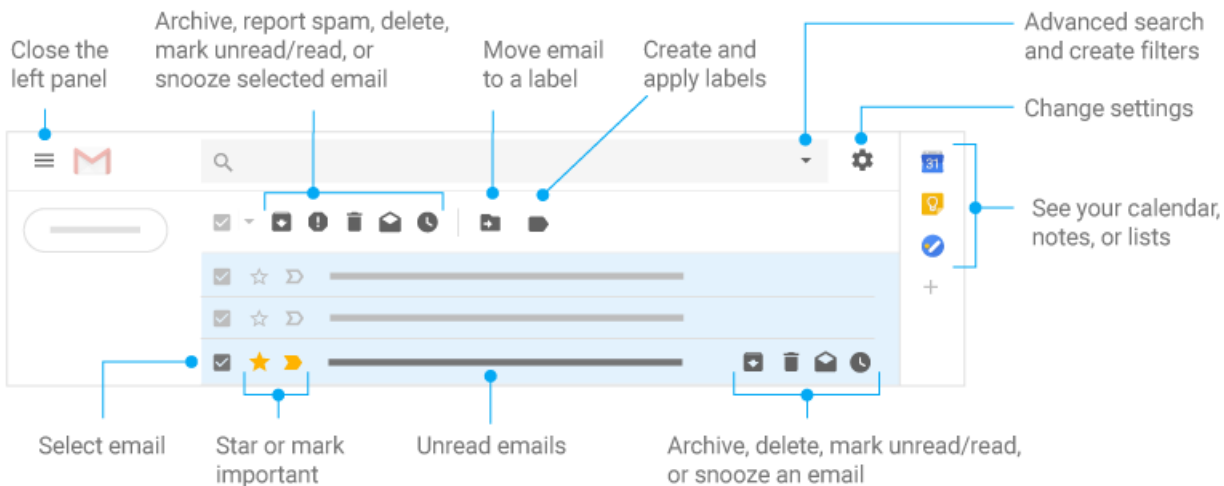 Archive, report spam, delete,
mark unread/read, or
snooze selected email
Close the
left panel
Move email
to a label
Create and
apply labels
Advanced search
and create filters
Change settings
31
See your calendar,
notes, or lists
Select email
Star or mark
important
Unread emails
Archive, delete, mark unread/read,
or snooze an email